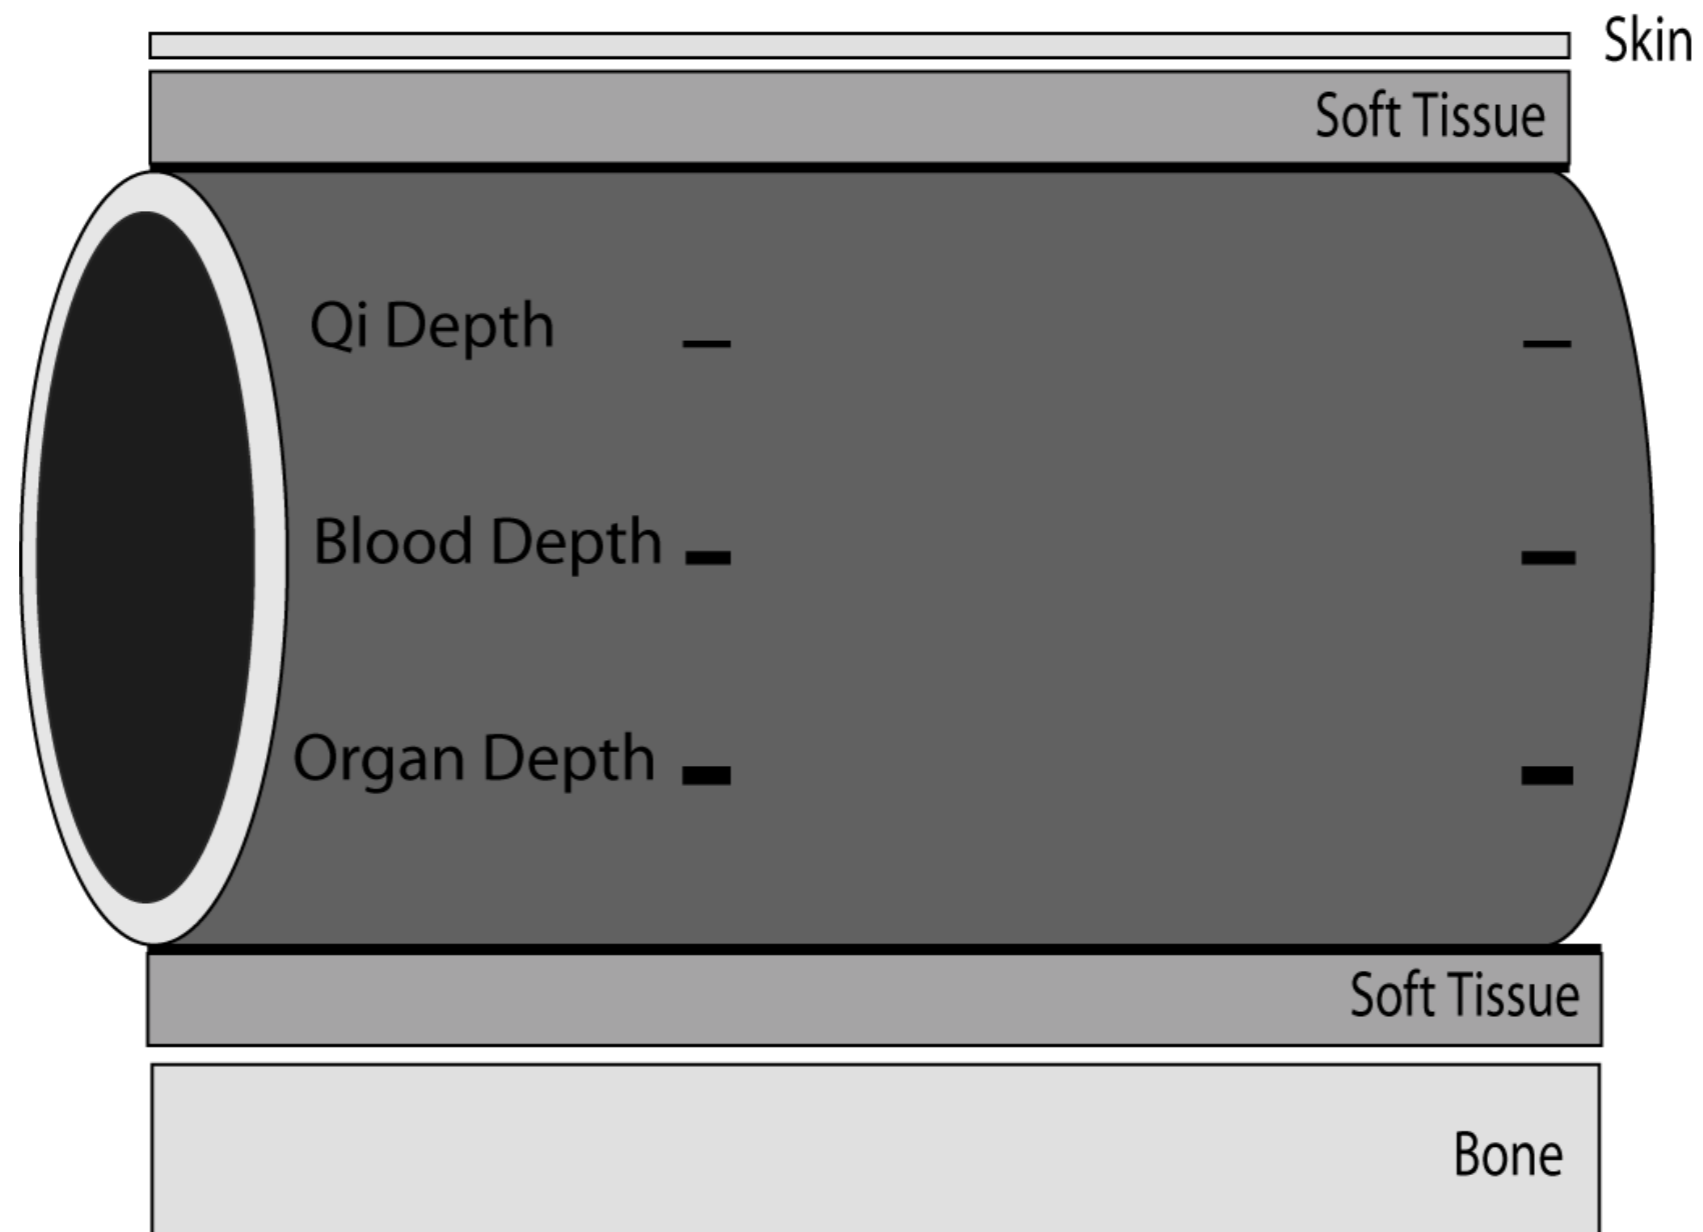 Skin
Soft Tissue
Qi Depth
Blood Depth
Organ Depth
Soft Tissue
Bone